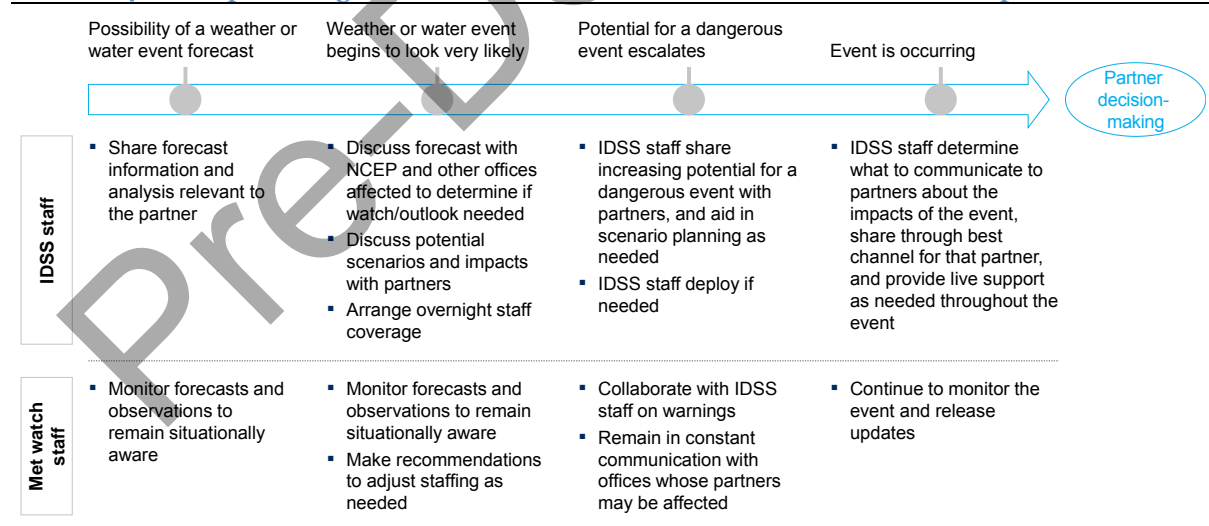 Possibility of a weather or
water event forecast
Weather or water event
begins to look very likely
Potential for a dangerous
event escalates
Event is occurring
Partner
decision-
making
IDSS staff
▪ Share forecast
information and
analysis relevant to
the partner
▪ Discuss forecast with
NCEP and other offices
affected to determine if
watch/outlook needed
▪ Discuss potential
scenarios and impacts
with partners
▪ Arrange overnight staff
coverage
▪ IDSS staff share
increasing potential for a
dangerous event with
partners, and aid in
scenario planning as
needed
▪ IDSS staff deploy if
needed
▪ IDSS staff determine
what to communicate to
partners about the
impacts of the event,
share through best
channel for that partner,
and provide live support
as needed throughout the
event
Met watch
staff
▪ Monitor forecasts and
observations to
remain situationally
aware
▪ Monitor forecasts and
observations to remain
situationally aware
▪ Make recommendations
to adjust staffing as
needed
▪ Collaborate with IDSS
staff on warnings
▪ Remain in constant
communication with
offices whose partners
may be affected
▪ Continue to monitor the
event and release
updates
Pre-D